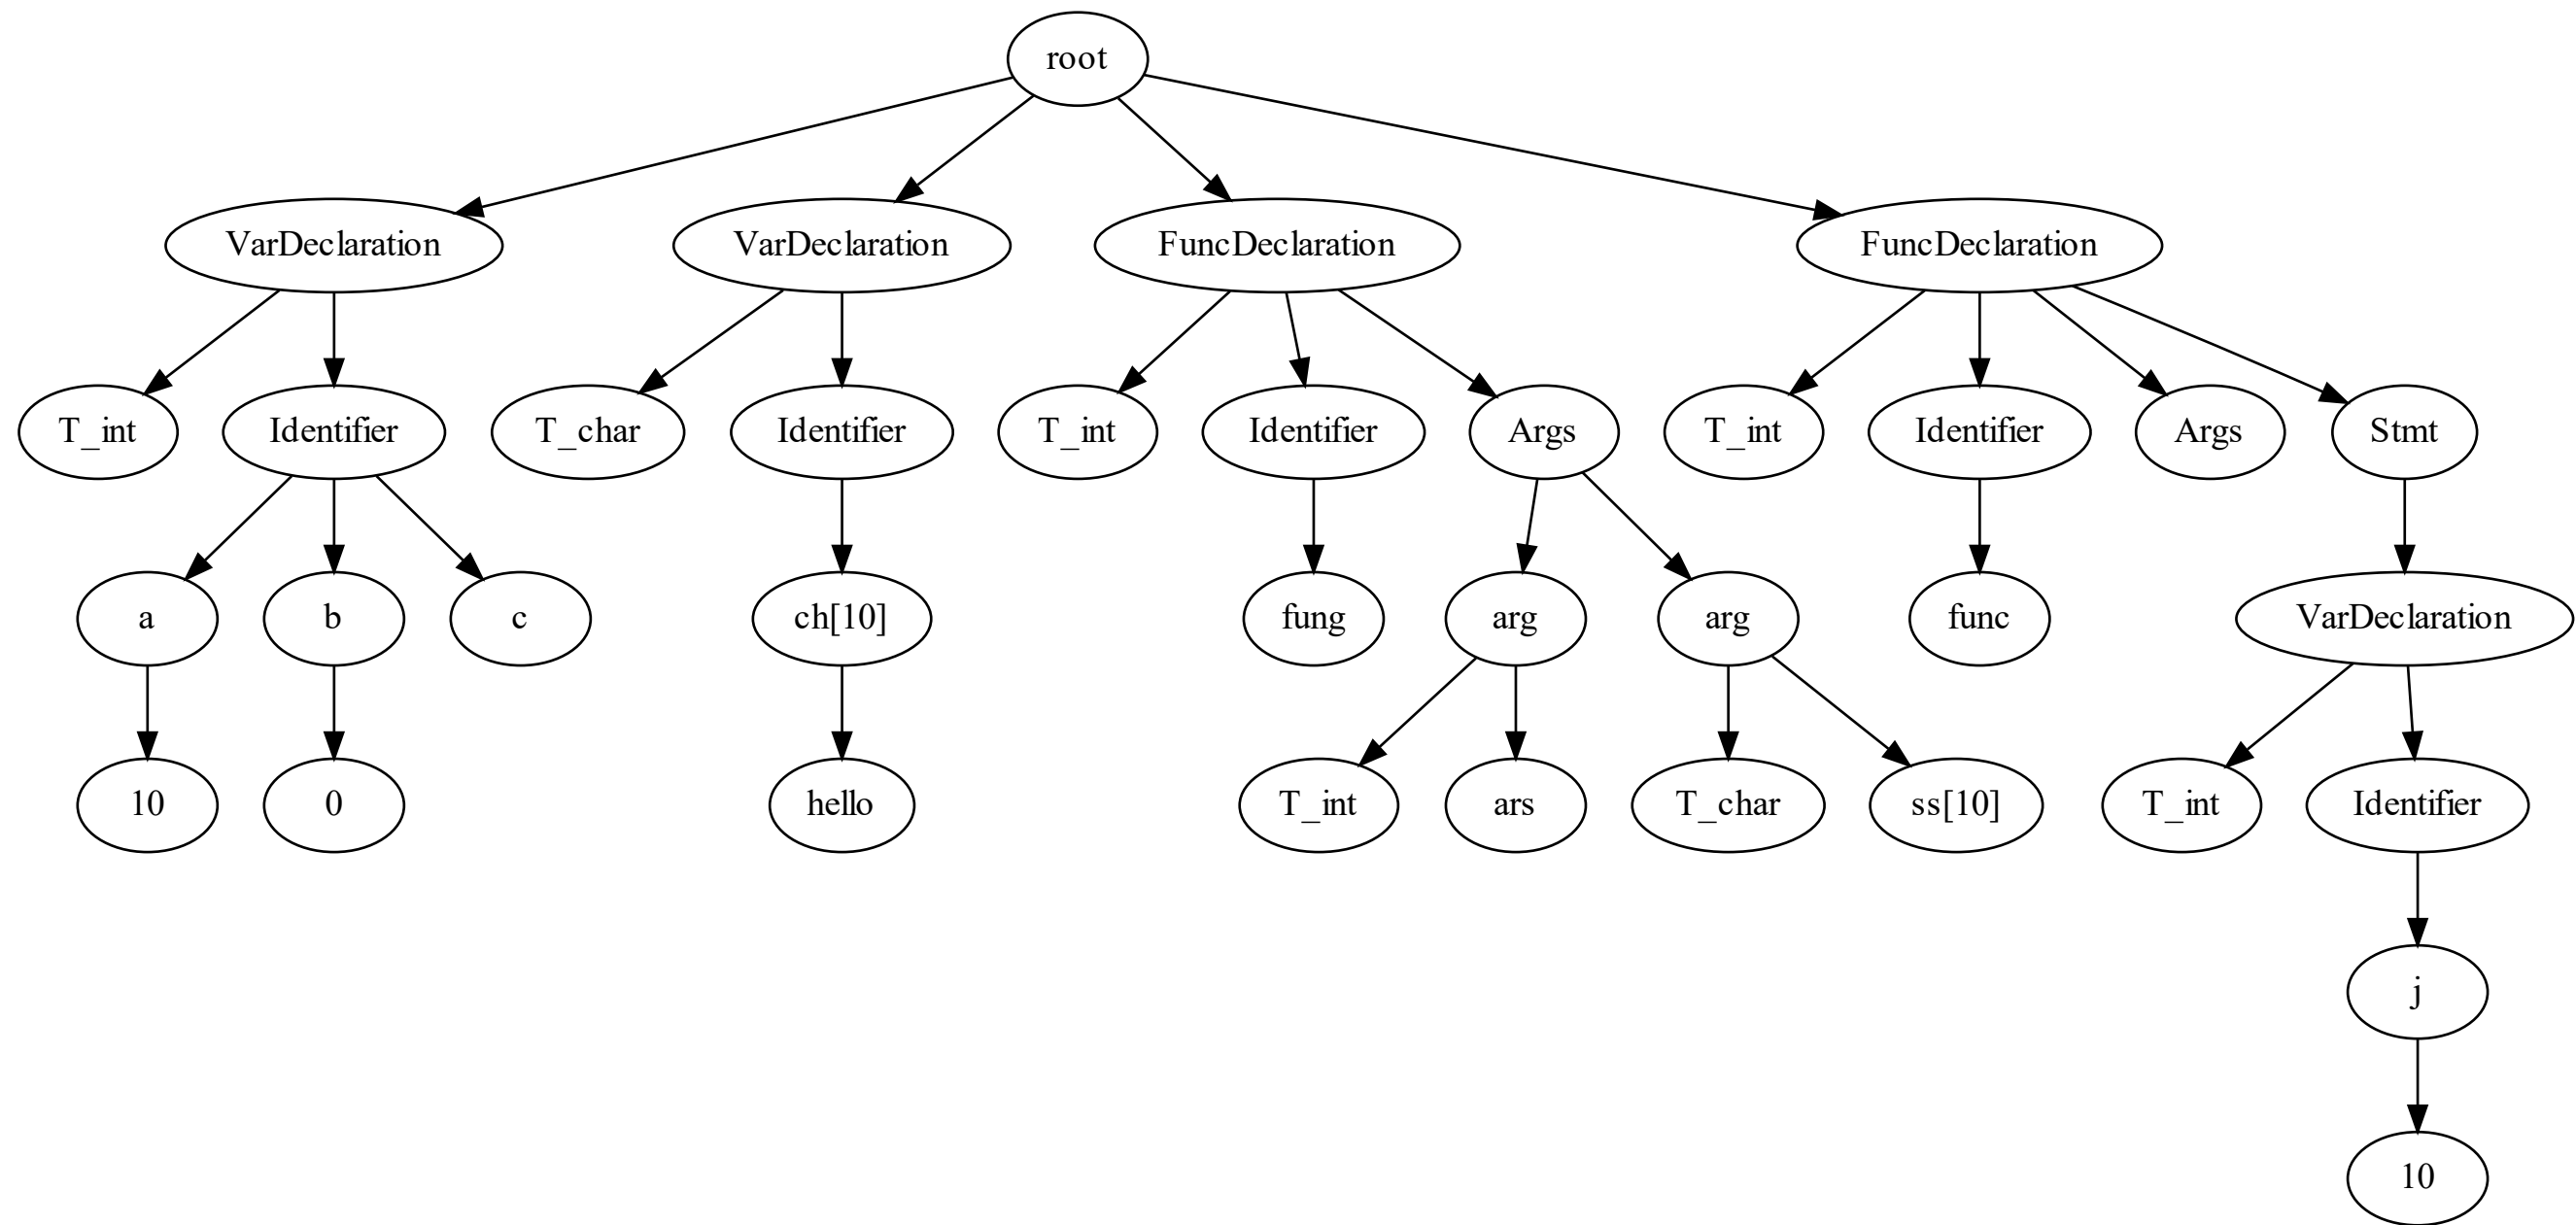 root
VarDeclaration
VarDeclaration
FuncDeclaration
FuncDeclaration
T_int
Identifier
T_char
Identifier
T_int
Identifier
Args
T_int
Identifier
Args
Stmt
a
b
c
ch[10]
fung
arg
arg
func
VarDeclaration
10
0
hello
T_int
ars
T_char
ss[10]
T_int
Identifier
j
10